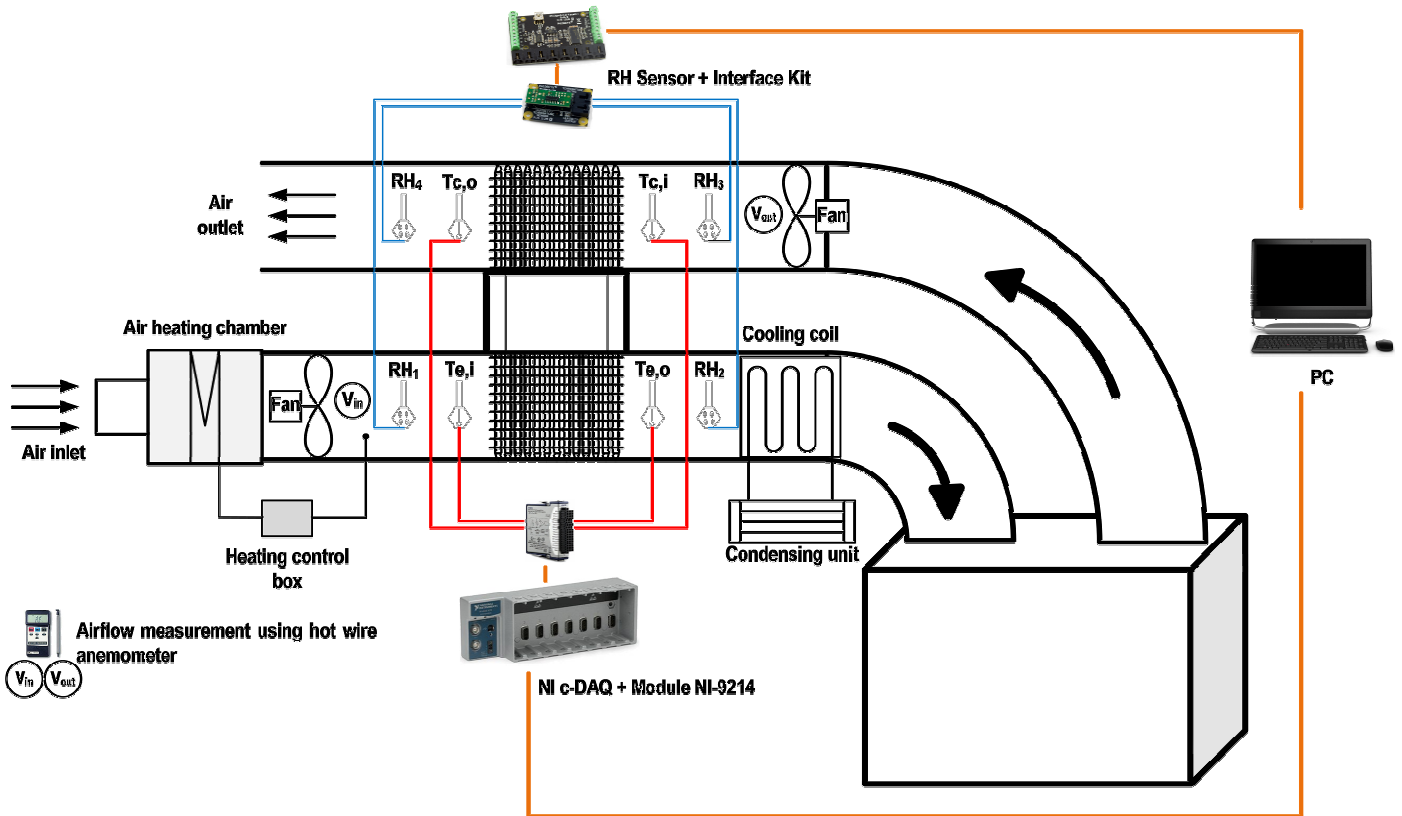 RH Sensor + Interface Kit
RH4 Tc,o Tc,i RH3
Air
outlet
Vout Fan
Air heating chamber
Cooling coil
RH1 Te,i Te,o RH2
Fan Vin
Air inlet
PC
Heating control
box
Condensing unit
Airflow measurement using hot wire
anemometer
Vin Vout
NI c-DAQ + Module NI-9214